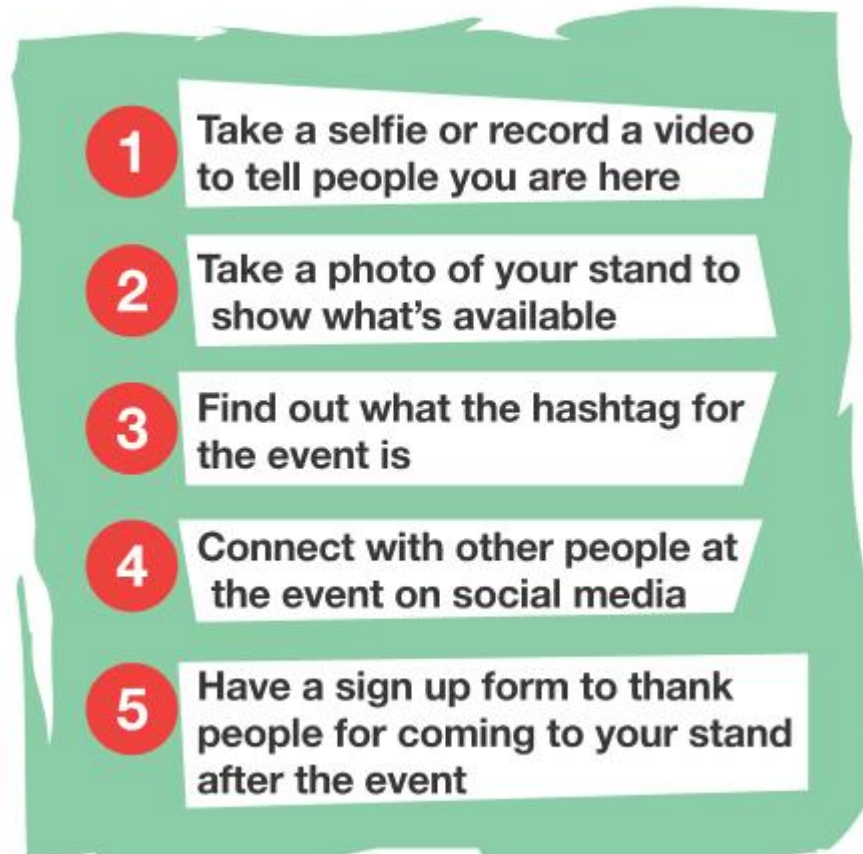 1
Take a selfie or record a video
to tell people you are here
2
Take a photo of your stand to
show what's available
3
Find out what the hashtag for
the event is
4
Connect with other people at
the event on social media
5
Have a sign up form to thank
people for coming to your stand
after the event